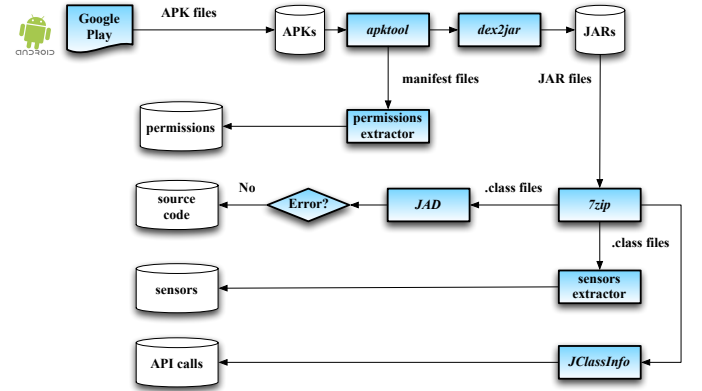 Google
Play
APK files
APKs
apktool
dex2jar
JARs
android
manifest files
JAR files
permissions
permissions
extractor
source
code
No
Error?
JAD
.class files
7zip
.class files
sensors
sensors
extractor
API calls
JClassInfo